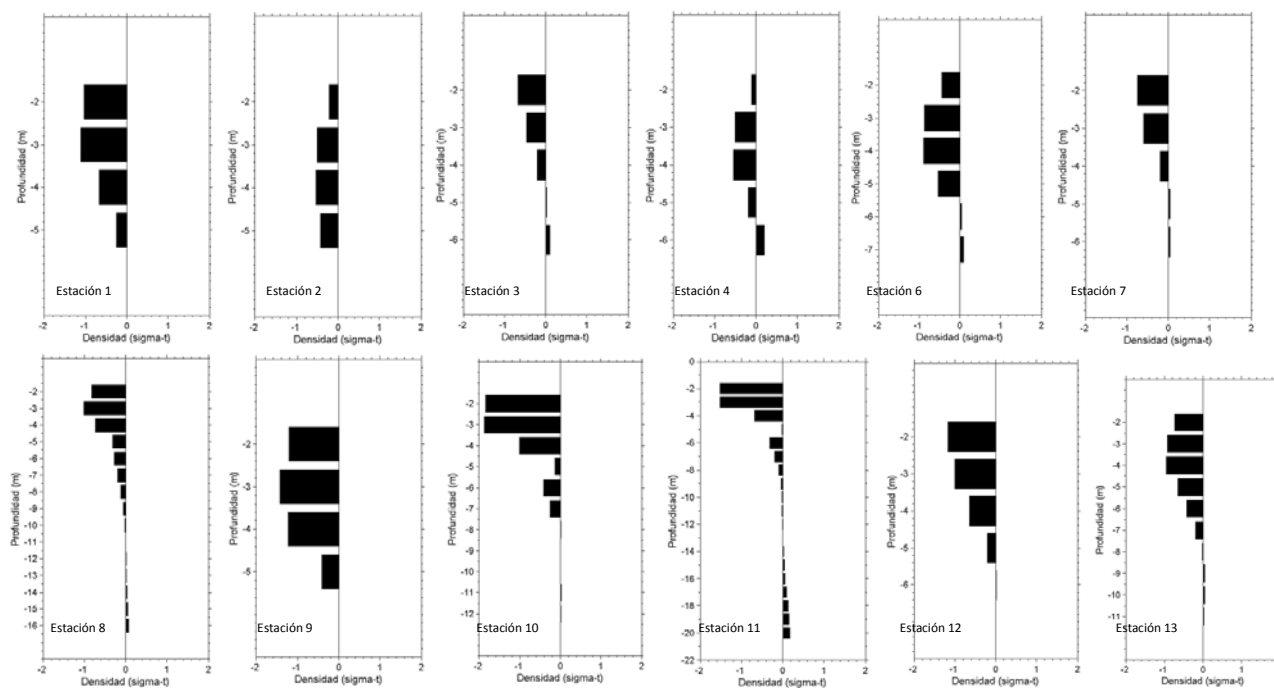 Profundidad (m)
-2
-3
-4
-5
Estación 1
-2 -1 0 1 2
Densidad (sigma-t)
Profundidad (m)
-2
-3
-4
-5
Estación 2
-2 -1 0 1 2
Densidad (sigma-t)
Profundidad (m)
-2
-3
-4
-5
-6
Estación 3
-2 -1 0 1 2
Densidad (sigma-t)
Profundidad (m)
-2
-3
-4
-5
-6
Estación 4
-2 -1 0 1 2
Densidad (sigma-t)
Profundidad (m)
-2
-3
-4
-5
-6
-7
Estación 6
-2 -1 0 1 2
Densidad (sigma-t)
Profundidad (m)
-2
-3
-4
-5
-6
Estación 7
-2 -1 0 1 2
Densidad (sigma-t)
Profundidad (m)
-2
-3
-4
-5
-6
-7
-8
-9
-10
-12
-13
-14
-15
-16
Estación 8
-2 -1 0 1 2
Densidad (sigma-t)
Profundidad (m)
-2
-3
-4
-5
Estación 9
-2 -1 0 1 2
Densidad (sigma-t)
Profundidad (m)
-2
-3
-4
-5
-6
-7
-8
-11
-12
Estación 10
-2 -1 0 1 2
Densidad (sigma-t)
Profundidad (m)
0
-2
-4
-6
-8
-10
-12
-14
-16
-18
-20
-22
Estación 11
-2 -1 0 1 2
Densidad (sigma-t)
Profundidad (m)
-2
-3
-4
-5
-6
Estación 12
-2 -1 0 1 2
Densidad (sigma-t)
Profundidad (m)
-2
-3
-4
-5
-6
-7
-8
-9
-10
-11
Estación 13
-2 -1 0 1
Densidad (sigma-t)